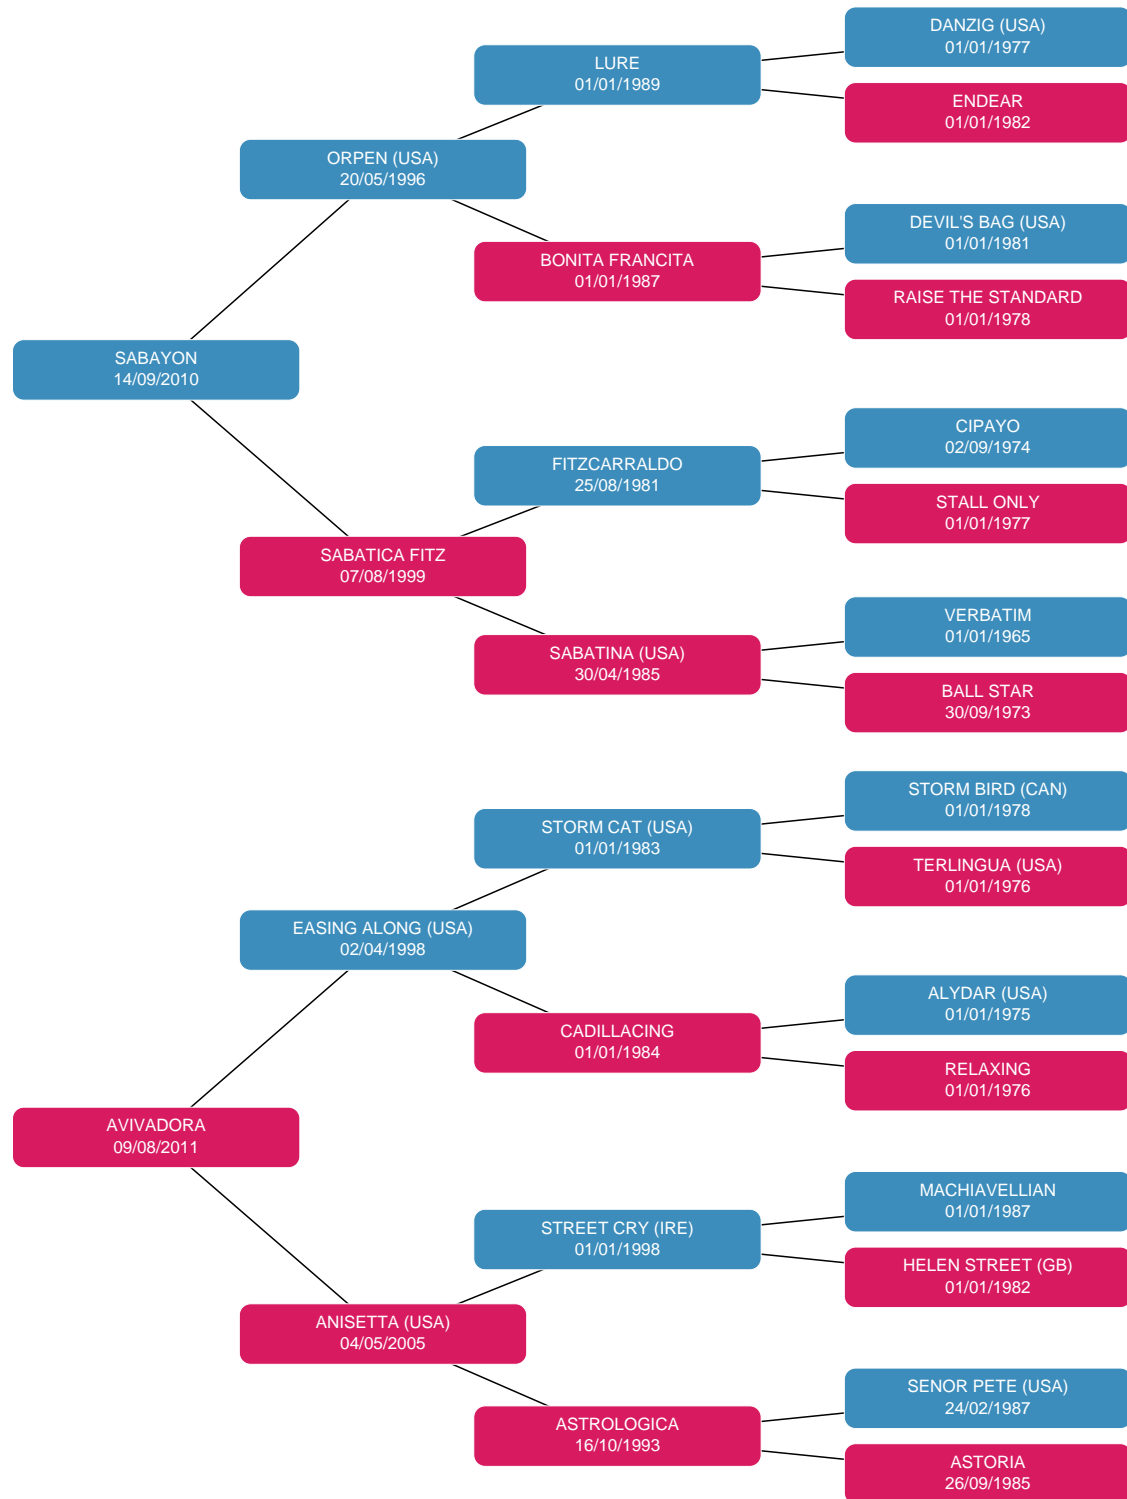 DANZIG (USA)
01/01/1977
LURE
01/01/1989
ENDEAR
01/01/1982
ORPEN (USA)
20/05/1996
DEVIL'S BAG (USA)
01/01/1981
BONITA FRANCITA
01/01/1987
RAISE THE STANDARD
01/01/1978
SABAYON
14/09/2010
CIPAYO
02/09/1974
FITZCARRALDO
25/08/1981
STALL ONLY
01/01/1977
SABATICA FITZ
07/08/1999
VERBATIM
01/01/1965
SABATINA (USA)
30/04/1985
BALL STAR
30/09/1973
STORM BIRD (CAN)
01/01/1978
STORM CAT (USA)
01/01/1983
TERLINGUA (USA)
01/01/1976
EASING ALONG (USA)
02/04/1998
ALYDAR (USA)
01/01/1975
CADILLACING
01/01/1984
RELAXING
01/01/1976
AVIVADORA
09/08/2011
MACHIAVELLIAN
01/01/1987
STREET CRY (IRE)
01/01/1998
HELEN STREET (GB)
01/01/1982
ANISETTA (USA)
04/05/2005
SENOR PETE (USA)
24/02/1987
ASTROLOGICA
16/10/1993
ASTORIA
26/09/1985